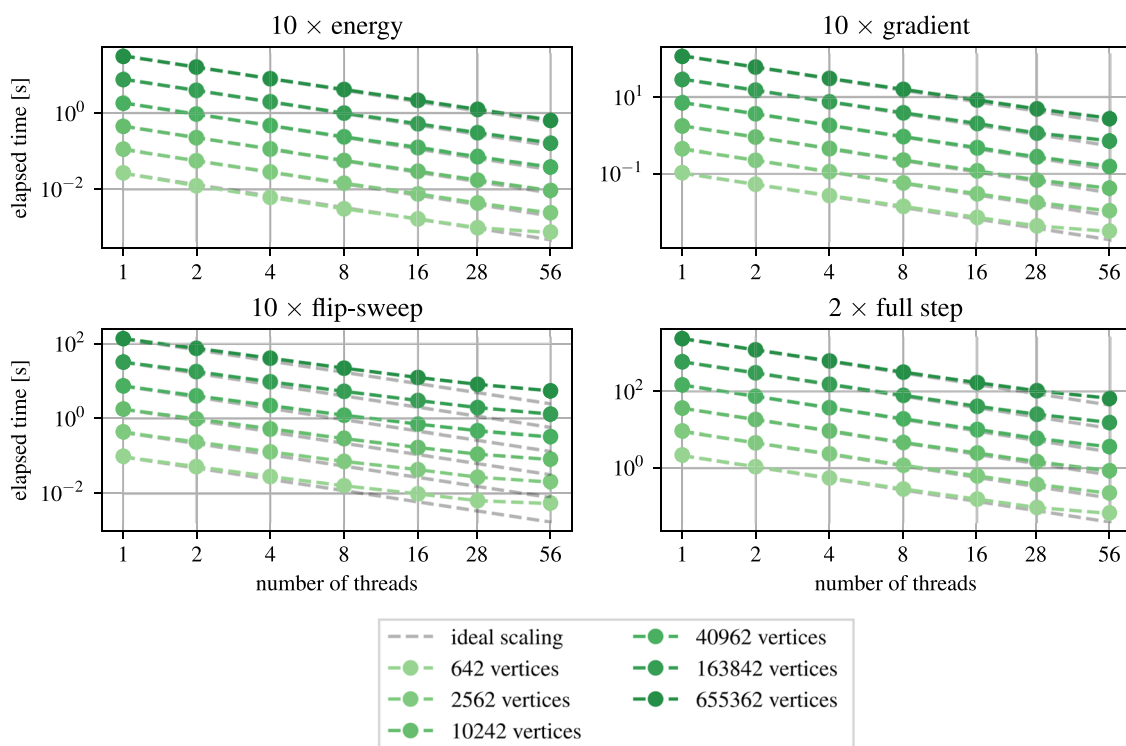 10 × energy
10 × gradient
elapsed time [s]
10^0
10^−2
1 2 4 8 16 28 56
10^1
10^−1
1 2 4 8 16 28 56
10 × flip-sweep
2 × full step
elapsed time [s]
10^2
10^0
10^−2
1 2 4 8 16 28 56
number of threads
10^2
10^0
1 2 4 8 16 28 56
number of threads
ideal scaling
642 vertices
2562 vertices
10242 vertices
40962 vertices
163842 vertices
655362 vertices